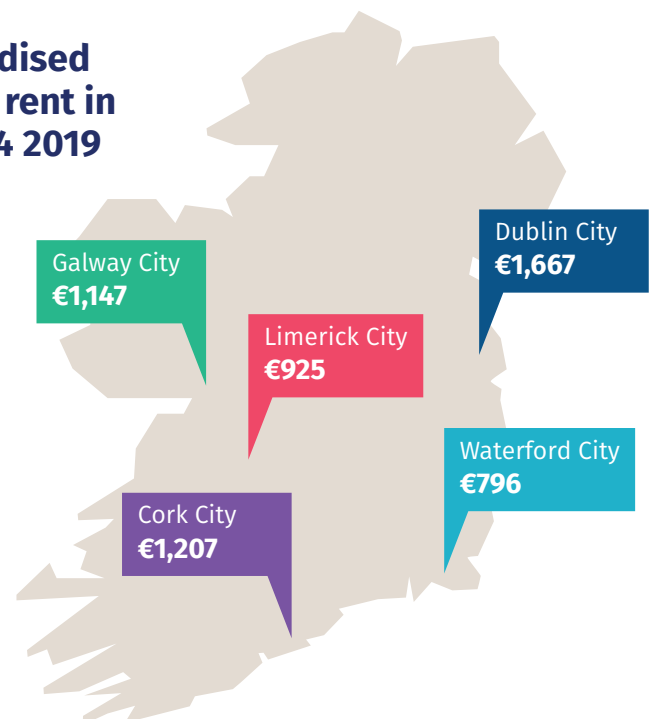 dised
rent in
4 2019
Dublin City
€1,667
Galway City
€1,147
Limerick City
€925
Waterford City
€796
Cork City
€1,207